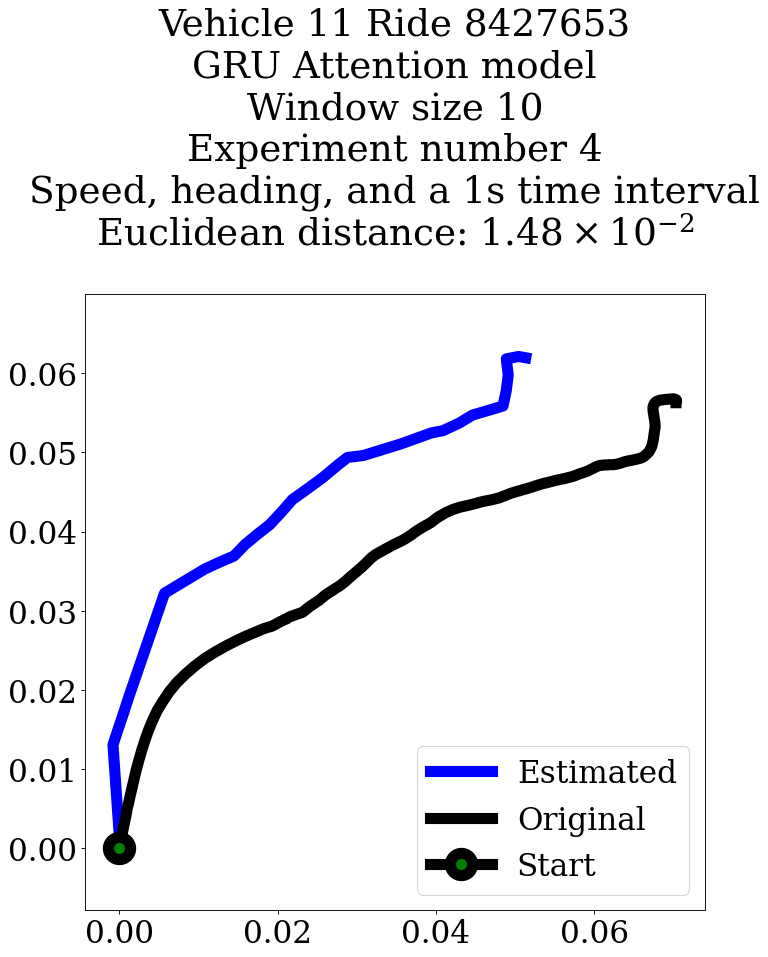 Vehicle 11 Ride 8427653
GRU Attention model
Window size 10
Experiment number 4
Speed, heading, and a 1s time interval
Euclidean distance: 1.48 × 10⁻²
0.06
0.05
0.04
0.03
0.02
0.01
0.00
Estimated
Original
Start
0.00 0.02 0.04 0.06